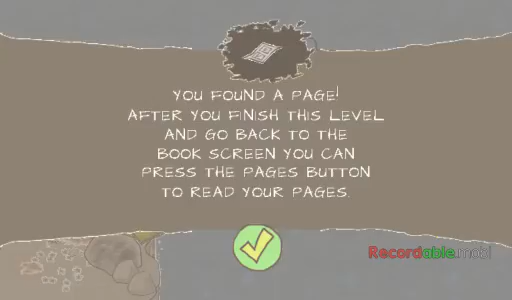 YOU FOUND A PAGE!
AFTER YOU FINISH THIS LEVEL
AND GO BACK TO THE
BOOK SCREEN YOU CAN
PRESS THE PAGES BUTTON
TO READ YOUR PAGES.
Recordable.mobi